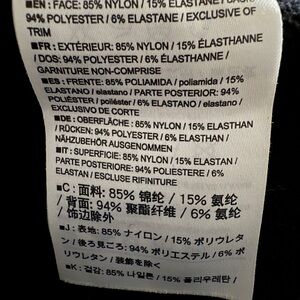 ■EN : FACE: 85% NYLON / 15% ELASTANE
94% POLYESTER / 6% ELASTANE / EXCLUSIVE OF
TRIM
■FR : EXTÉRIEUR: 85% NYLON / 15% ÉLASTHANNE
/ DOS: 94% POLYESTER / 6% ÉLASTHANNE /
GARNITURE NON-COMPRISE
■ES : FRENTE: 85% POLIAMIDA / poliamida / 15%
ELASTANO / elastano / PARTE POSTERIOR: 94%
POLIÉSTER / poliéster / 6% ELASTANO / elastano /
EXCLUSIVO DE CORTE
■DE : OBERFLÄCHE: 85% NYLON / 15% ELASTHAN
/ RÜCKEN: 94% POLYESTER / 6% ELASTHAN /
NÄHZUBEHÖR AUSGENOMMEN
■IT : SUPERFICIE: 85% NYLON / 15% ELASTAN /
PARTE POSTERIORE: 94% POLIESTERE / 6%
ELASTAN / ESCLUSE RIFINITURE
■C : 面料: 85% 锦纶 / 15% 氨纶
/ 背面: 94% 聚酯纤维 / 6% 氨纶
/ 饰边除外
■J : 表地: 85% ナイロン / 15% ポリウレタ
ン / 後ろ見ごろ: 94% ポリエステル / 6% ポ
リウレタン / 装飾を除く
■K : 겉감: 85% 나일론 / 15% 폴리우레탄 /